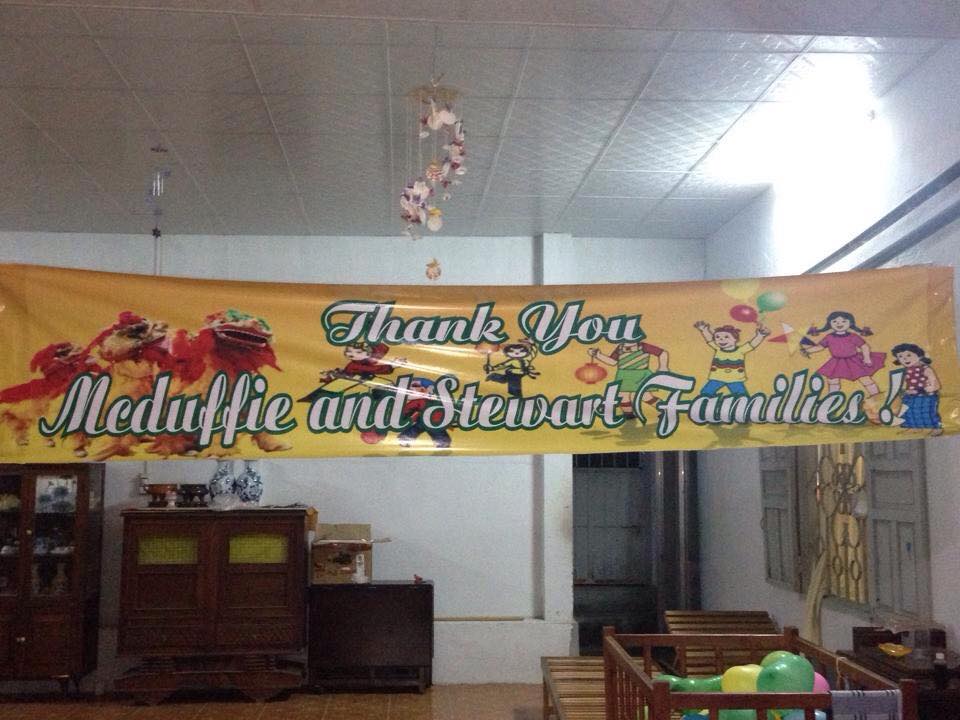 Thank You
Mcduffie and Stewart Families !